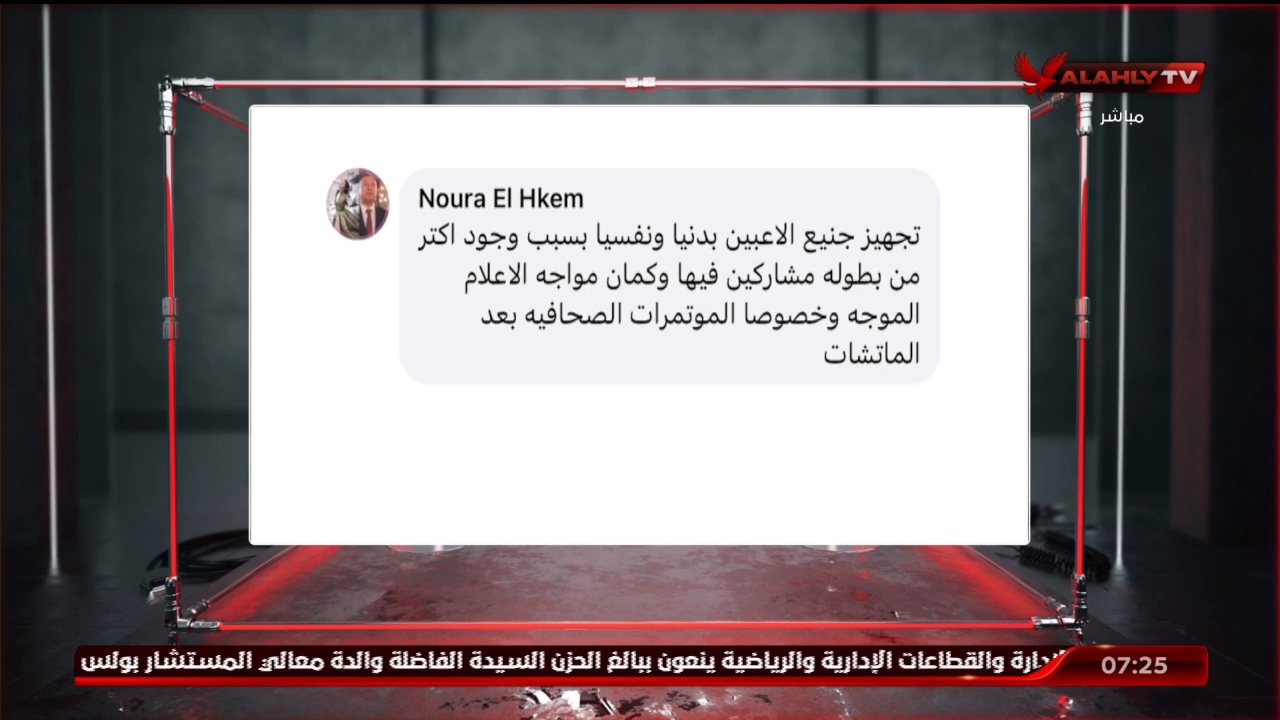 ALAHLY TV
مباشر
Noura El Hkem
تجهيز جنيع الاعبين بدنيا ونفسيا بسبب وجود اكتر
من بطوله مشاركين فيها وكمان مواجه الاعلام
الموجه وخصوصا الموتمرات الصحافيه بعد
الماتشات
والقطاعات الإدارية والرياضية ينعون ببالغ الحزن السيدة الفاضلة والدة معالي المستشار بولس
07:25